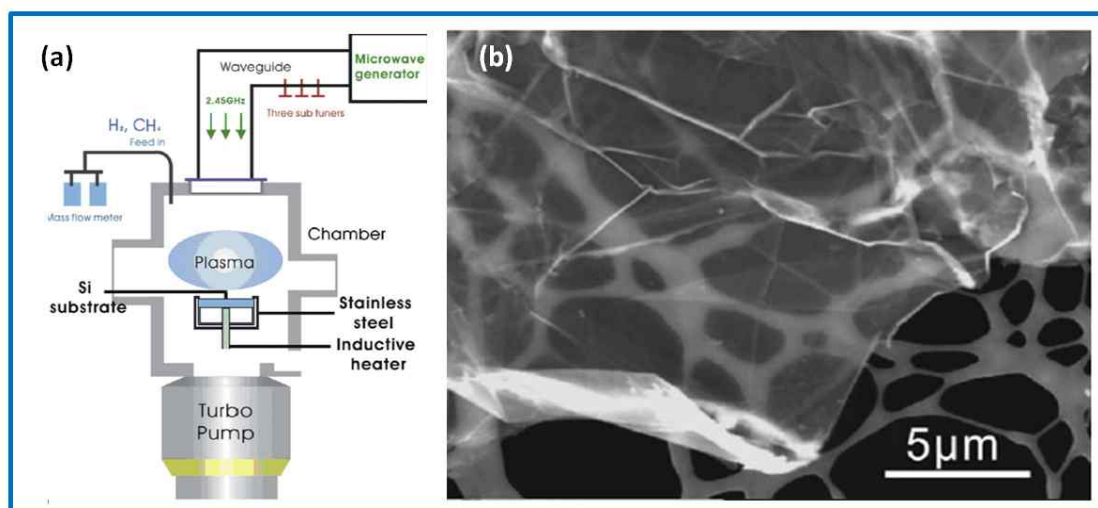 (a)
Waveguide
Microwave
generator
2.45GHz
Three sub tuners
H₂, CH₄
Feed in
Mass flow meter
Chamber
Plasma
Si
substrate
Stainless
steel
Inductive
heater
Turbo
Pump
(b)
5μm